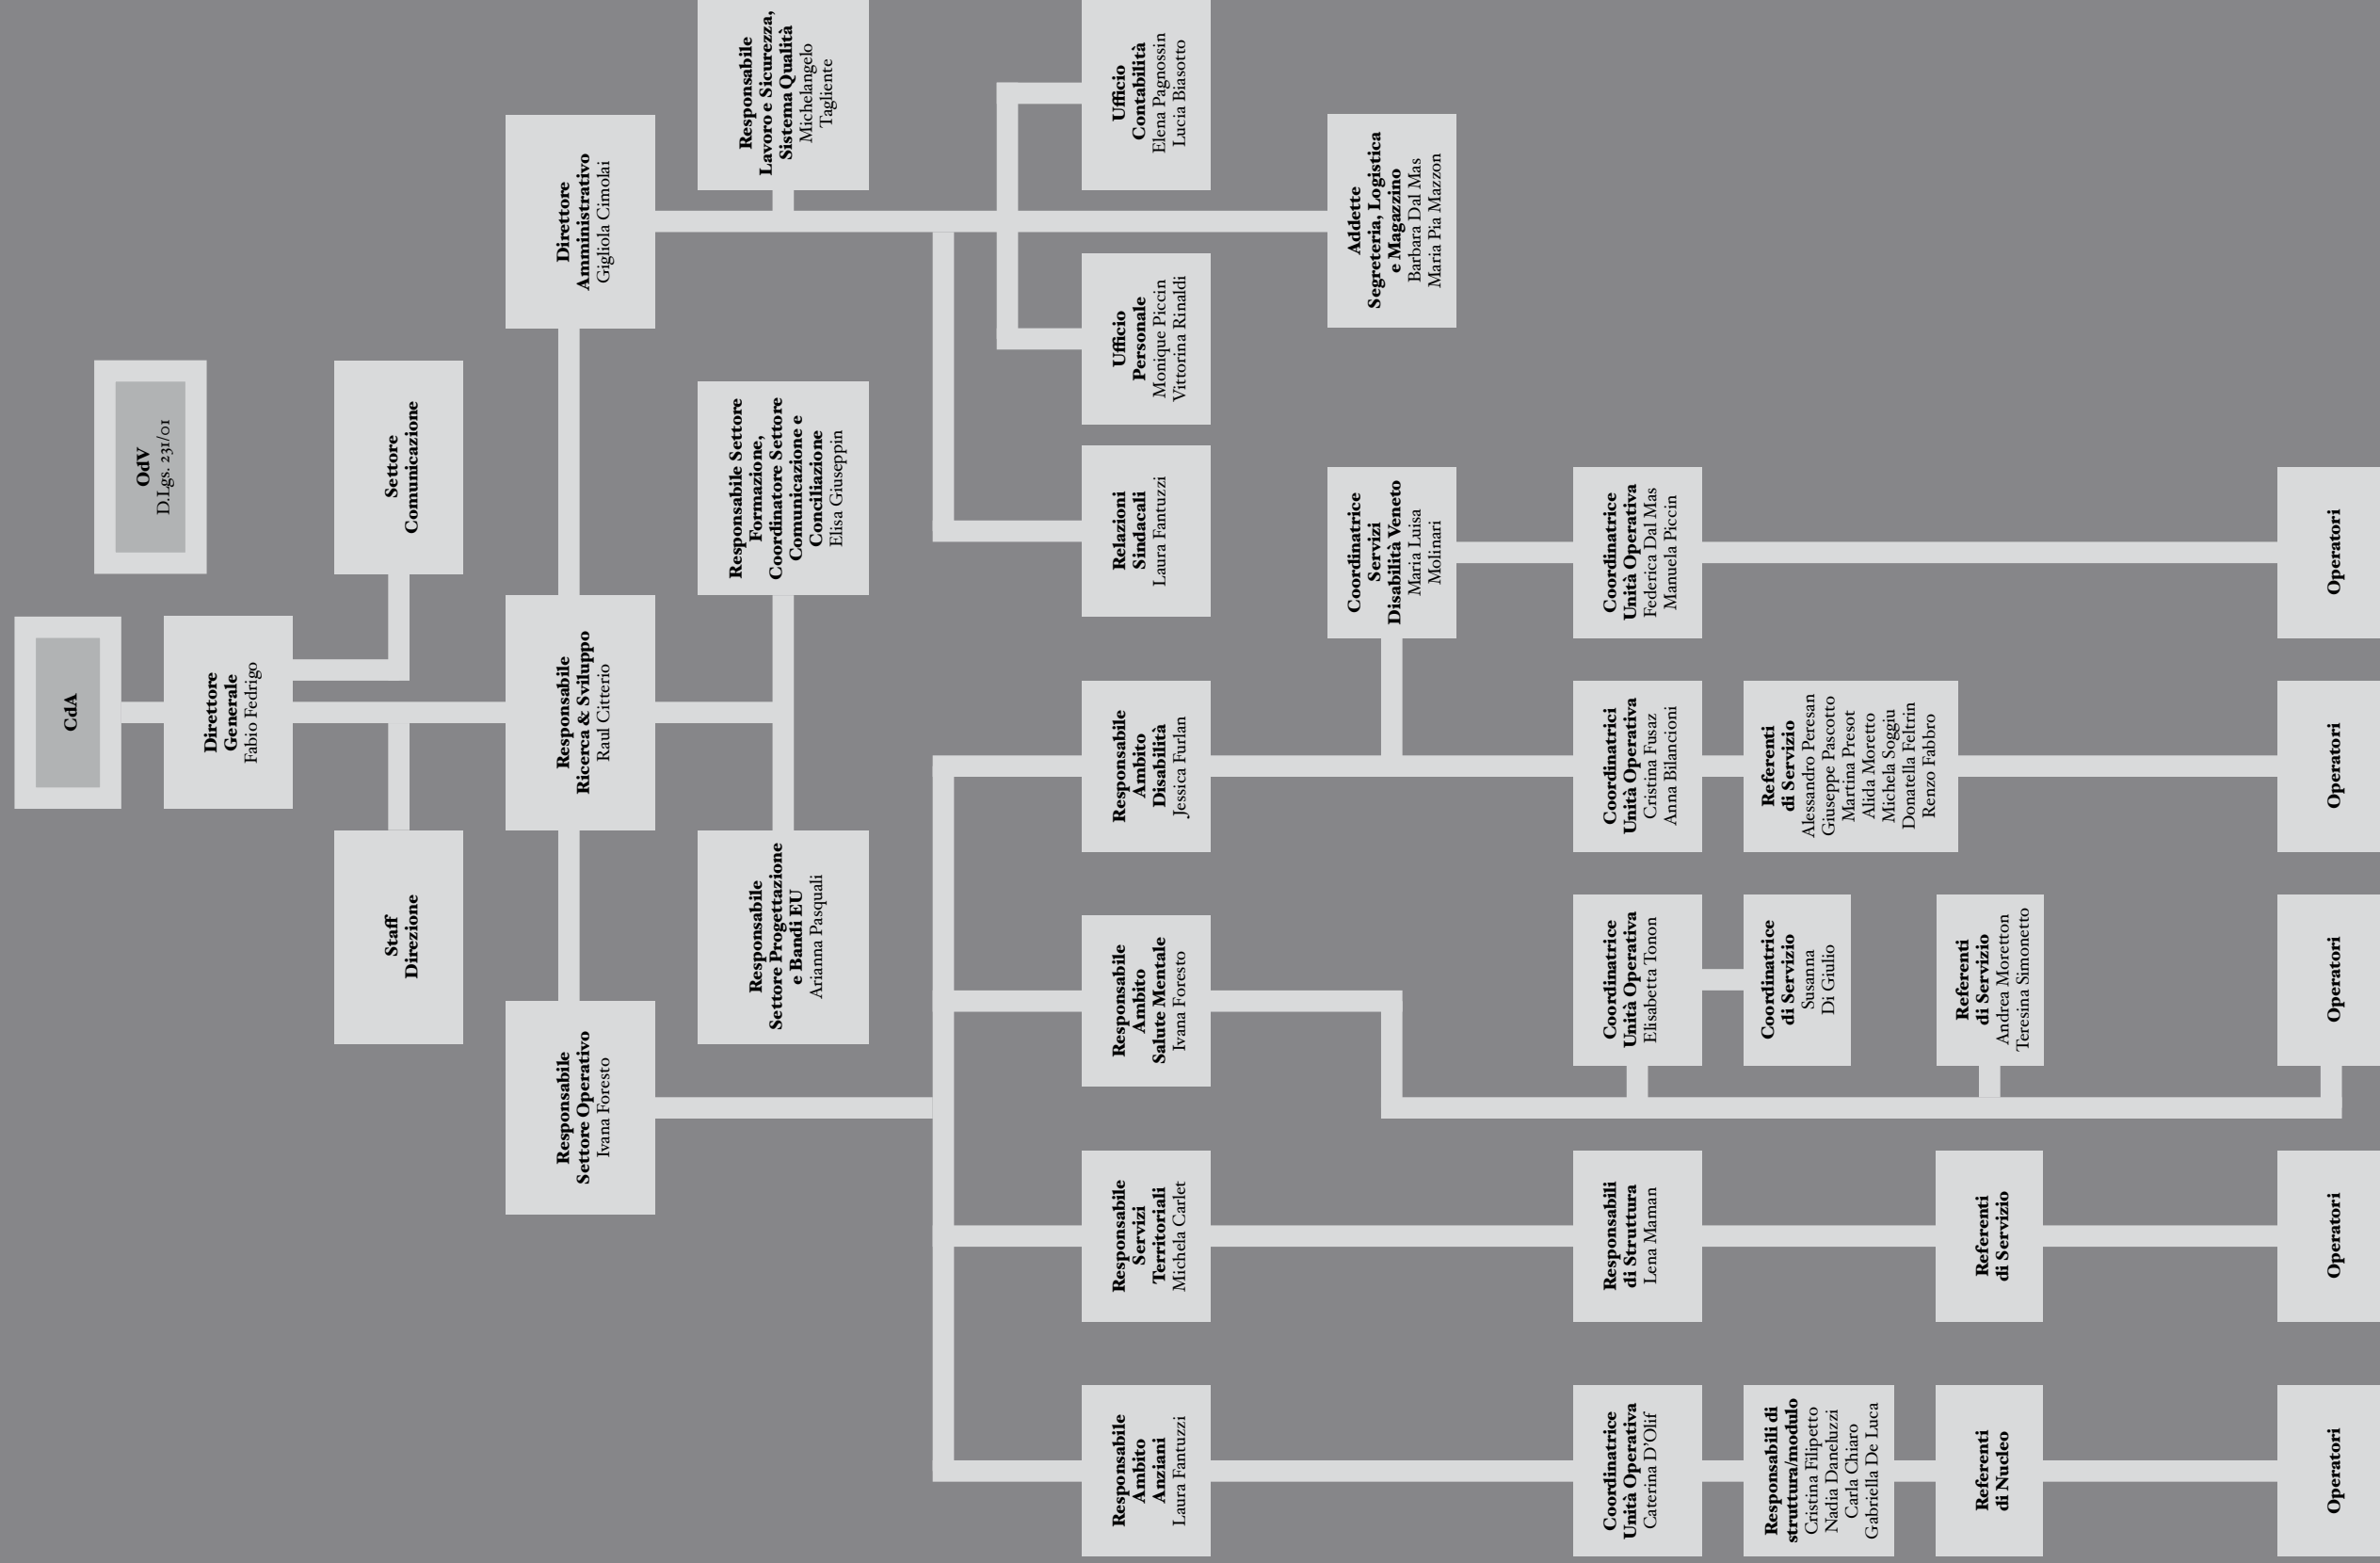 CdA
OdV
D.Lgs. 231/01
Direttore
Generale
Fabio Fedrigo
Staff
Direzione
Settore
Comunicazione
Responsabile
Settore Operativo
Ivana Foresto
Responsabile
Ricerca & Sviluppo
Raul Citterio
Direttore
Amministrativo
Gigliola Cimolai
Responsabile
Settore Progettazione
e Bandi EU
Arianna Pasquali
Responsabile Settore
Formazione,
Coordinatore Settore
Comunicazione e
Conciliazione
Elisa Giuseppin
Responsabile
Lavoro e Sicurezza,
Sistema Qualità
Michelangelo
Tagliente
Responsabile
Ambito
Anziani
Laura Fantuzzi
Responsabile
Servizi
Territoriali
Michela Carlet
Responsabile
Ambito
Salute Mentale
Ivana Foresto
Responsabile
Ambito
Disabilità
Jessica Furlan
Relazioni
Sindacali
Laura Fantuzzi
Ufficio
Personale
Monique Piccin
Vittorina Rinaldi
Ufficio
Contabilità
Elena Pagnossin
Lucia Biasotto
Coordinatrice
Servizi
Disabilità Veneto
Maria Luisa
Molinari
Addette
Segreteria, Logistica
e Magazzino
Barbara Dal Mas
Maria Pia Mazzon
Coordinatrice
Unità Operativa
Caterina D'Olif
Responsabili
di Struttura
Lena Maman
Coordinatrice
Unità Operativa
Elisabetta Tonon
Coordinatrici
Unità Operativa
Cristina Fusaz
Anna Bilancioni
Coordinatrice
Unità Operativa
Federica Dal Mas
Manuela Piccin
Responsabili di
struttura/modulo
Cristina Filipetto
Nadia Daneluzzi
Carla Chiaro
Gabriella De Luca
Coordinatrice
di Servizio
Susanna
Di Giulio
Referenti
di Servizio
Alessandro Peresan
Giuseppe Pascotto
Martina Presot
Alida Moretto
Michela Soggiu
Donatella Feltrin
Renzo Fabbro
Referenti
di Nucleo
Referenti
di Servizio
Referenti
di Servizio
Andrea Moretton
Teresina Simonetto
Operatori
Operatori
Operatori
Operatori
Operatori